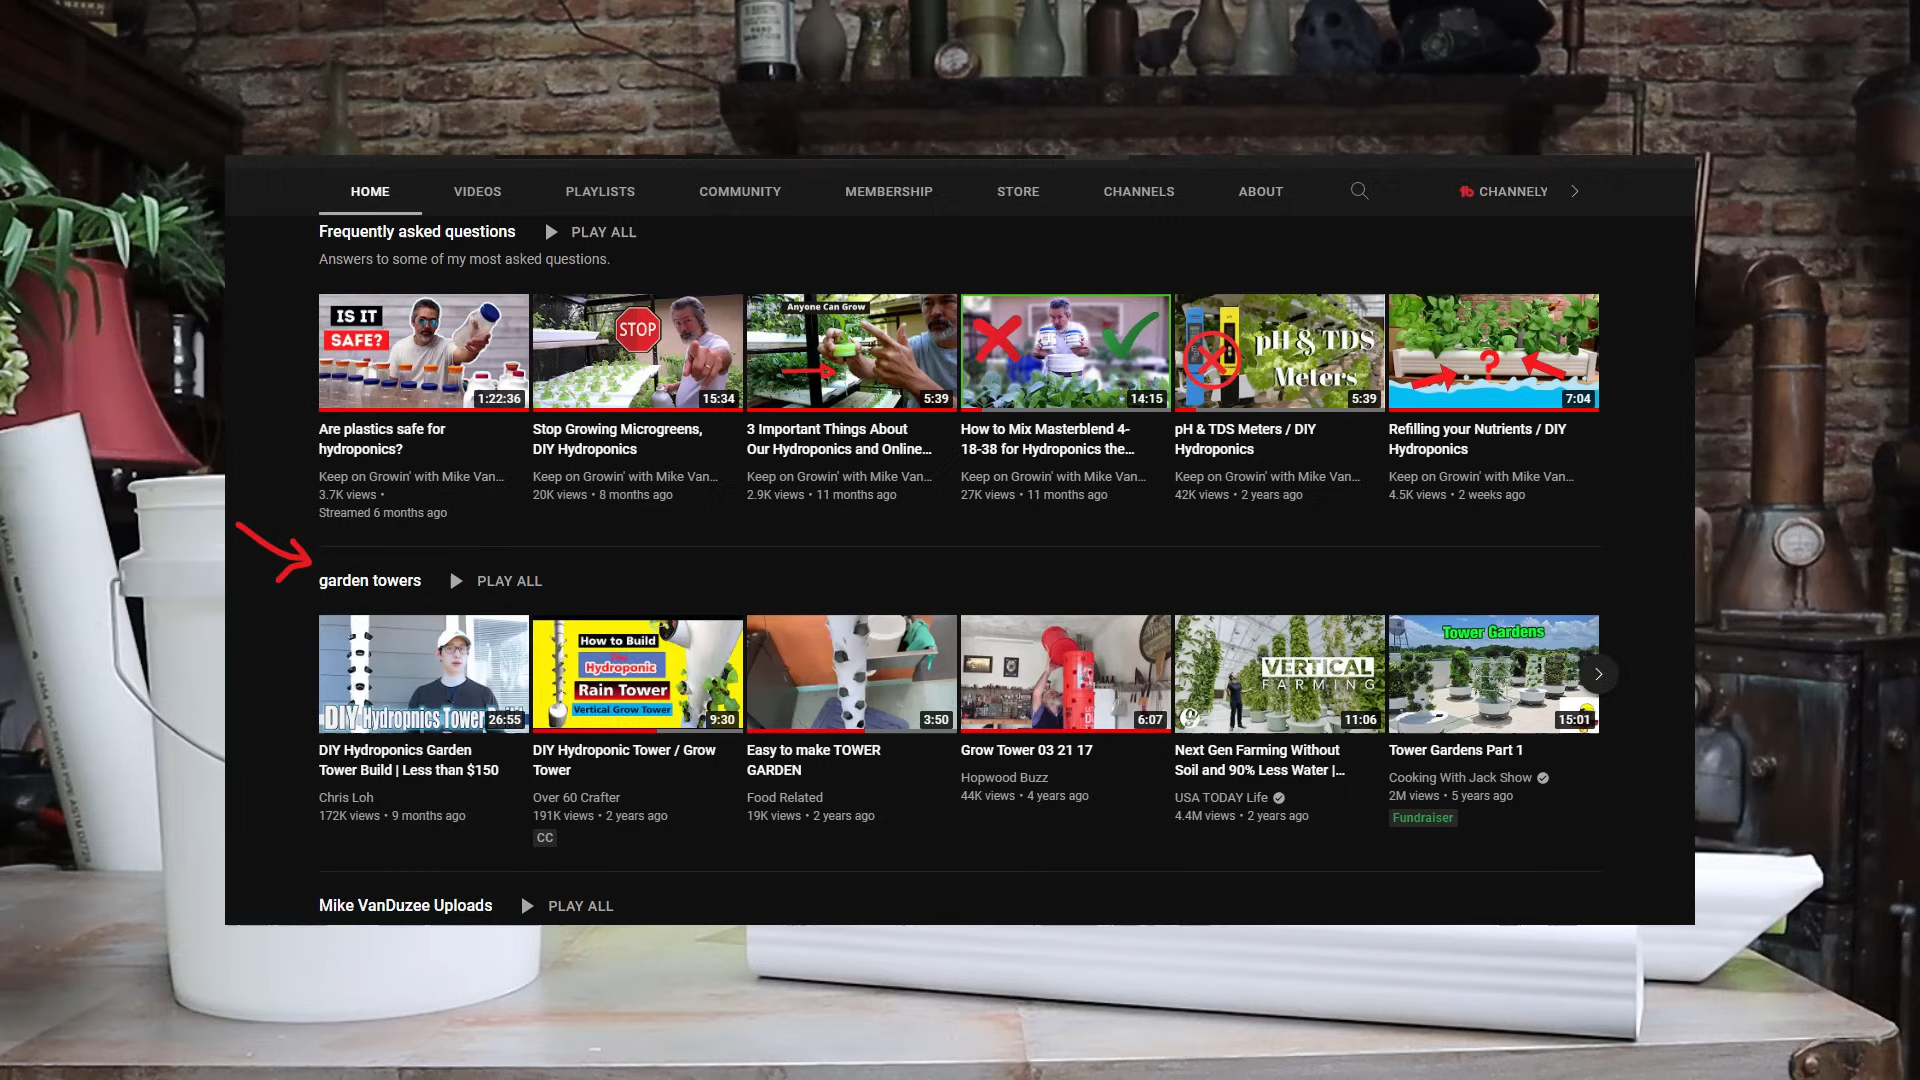 HOME VIDEOS PLAYLISTS COMMUNITY MEMBERSHIP STORE CHANNELS ABOUT CHANNELY
Frequently asked questions PLAY ALL
Answers to some of my most asked questions.
IS IT
SAFE?
1:22:36
STOP
15:34
Anyone Can Grow
5:39
14:15
pH & TDS
Meters
5:39
?
7:04
Are plastics safe for
hydroponics?
Keep on Growin' with Mike Van...
3.7K views •
Streamed 6 months ago
Stop Growing Microgreens,
DIY Hydroponics
Keep on Growin' with Mike Van...
20K views • 8 months ago
3 Important Things About
Our Hydroponics and Online...
Keep on Growin' with Mike Van...
2.9K views • 11 months ago
How to Mix Masterblend 4-
18-38 for Hydroponics the...
Keep on Growin' with Mike Van...
27K views • 11 months ago
pH & TDS Meters / DIY
Hydroponics
Keep on Growin' with Mike Van...
42K views • 2 years ago
Refilling your Nutrients / DIY
Hydroponics
Keep on Growin' with Mike Van...
4.5K views • 2 weeks ago
garden towers PLAY ALL
DIY Hydropnics Tower
26:55
How to Build
Hydroponic
Rain Tower
Vertical Grow Tower
9:30
3:50
6:07
VERTICAL
FARMING
11:06
Tower Gardens
15:01
DIY Hydroponics Garden
Tower Build | Less than $150
Chris Loh
172K views • 9 months ago
DIY Hydroponic Tower / Grow
Tower
Over 60 Crafter
191K views • 2 years ago
CC
Easy to make TOWER
GARDEN
Food Related
19K views • 2 years ago
Grow Tower 03 21 17
Hopwood Buzz
44K views • 4 years ago
Next Gen Farming Without
Soil and 90% Less Water |...
USA TODAY Life
4.4M views • 2 years ago
Tower Gardens Part 1
Cooking With Jack Show
2M views • 5 years ago
Fundraiser
Mike VanDuzee Uploads PLAY ALL